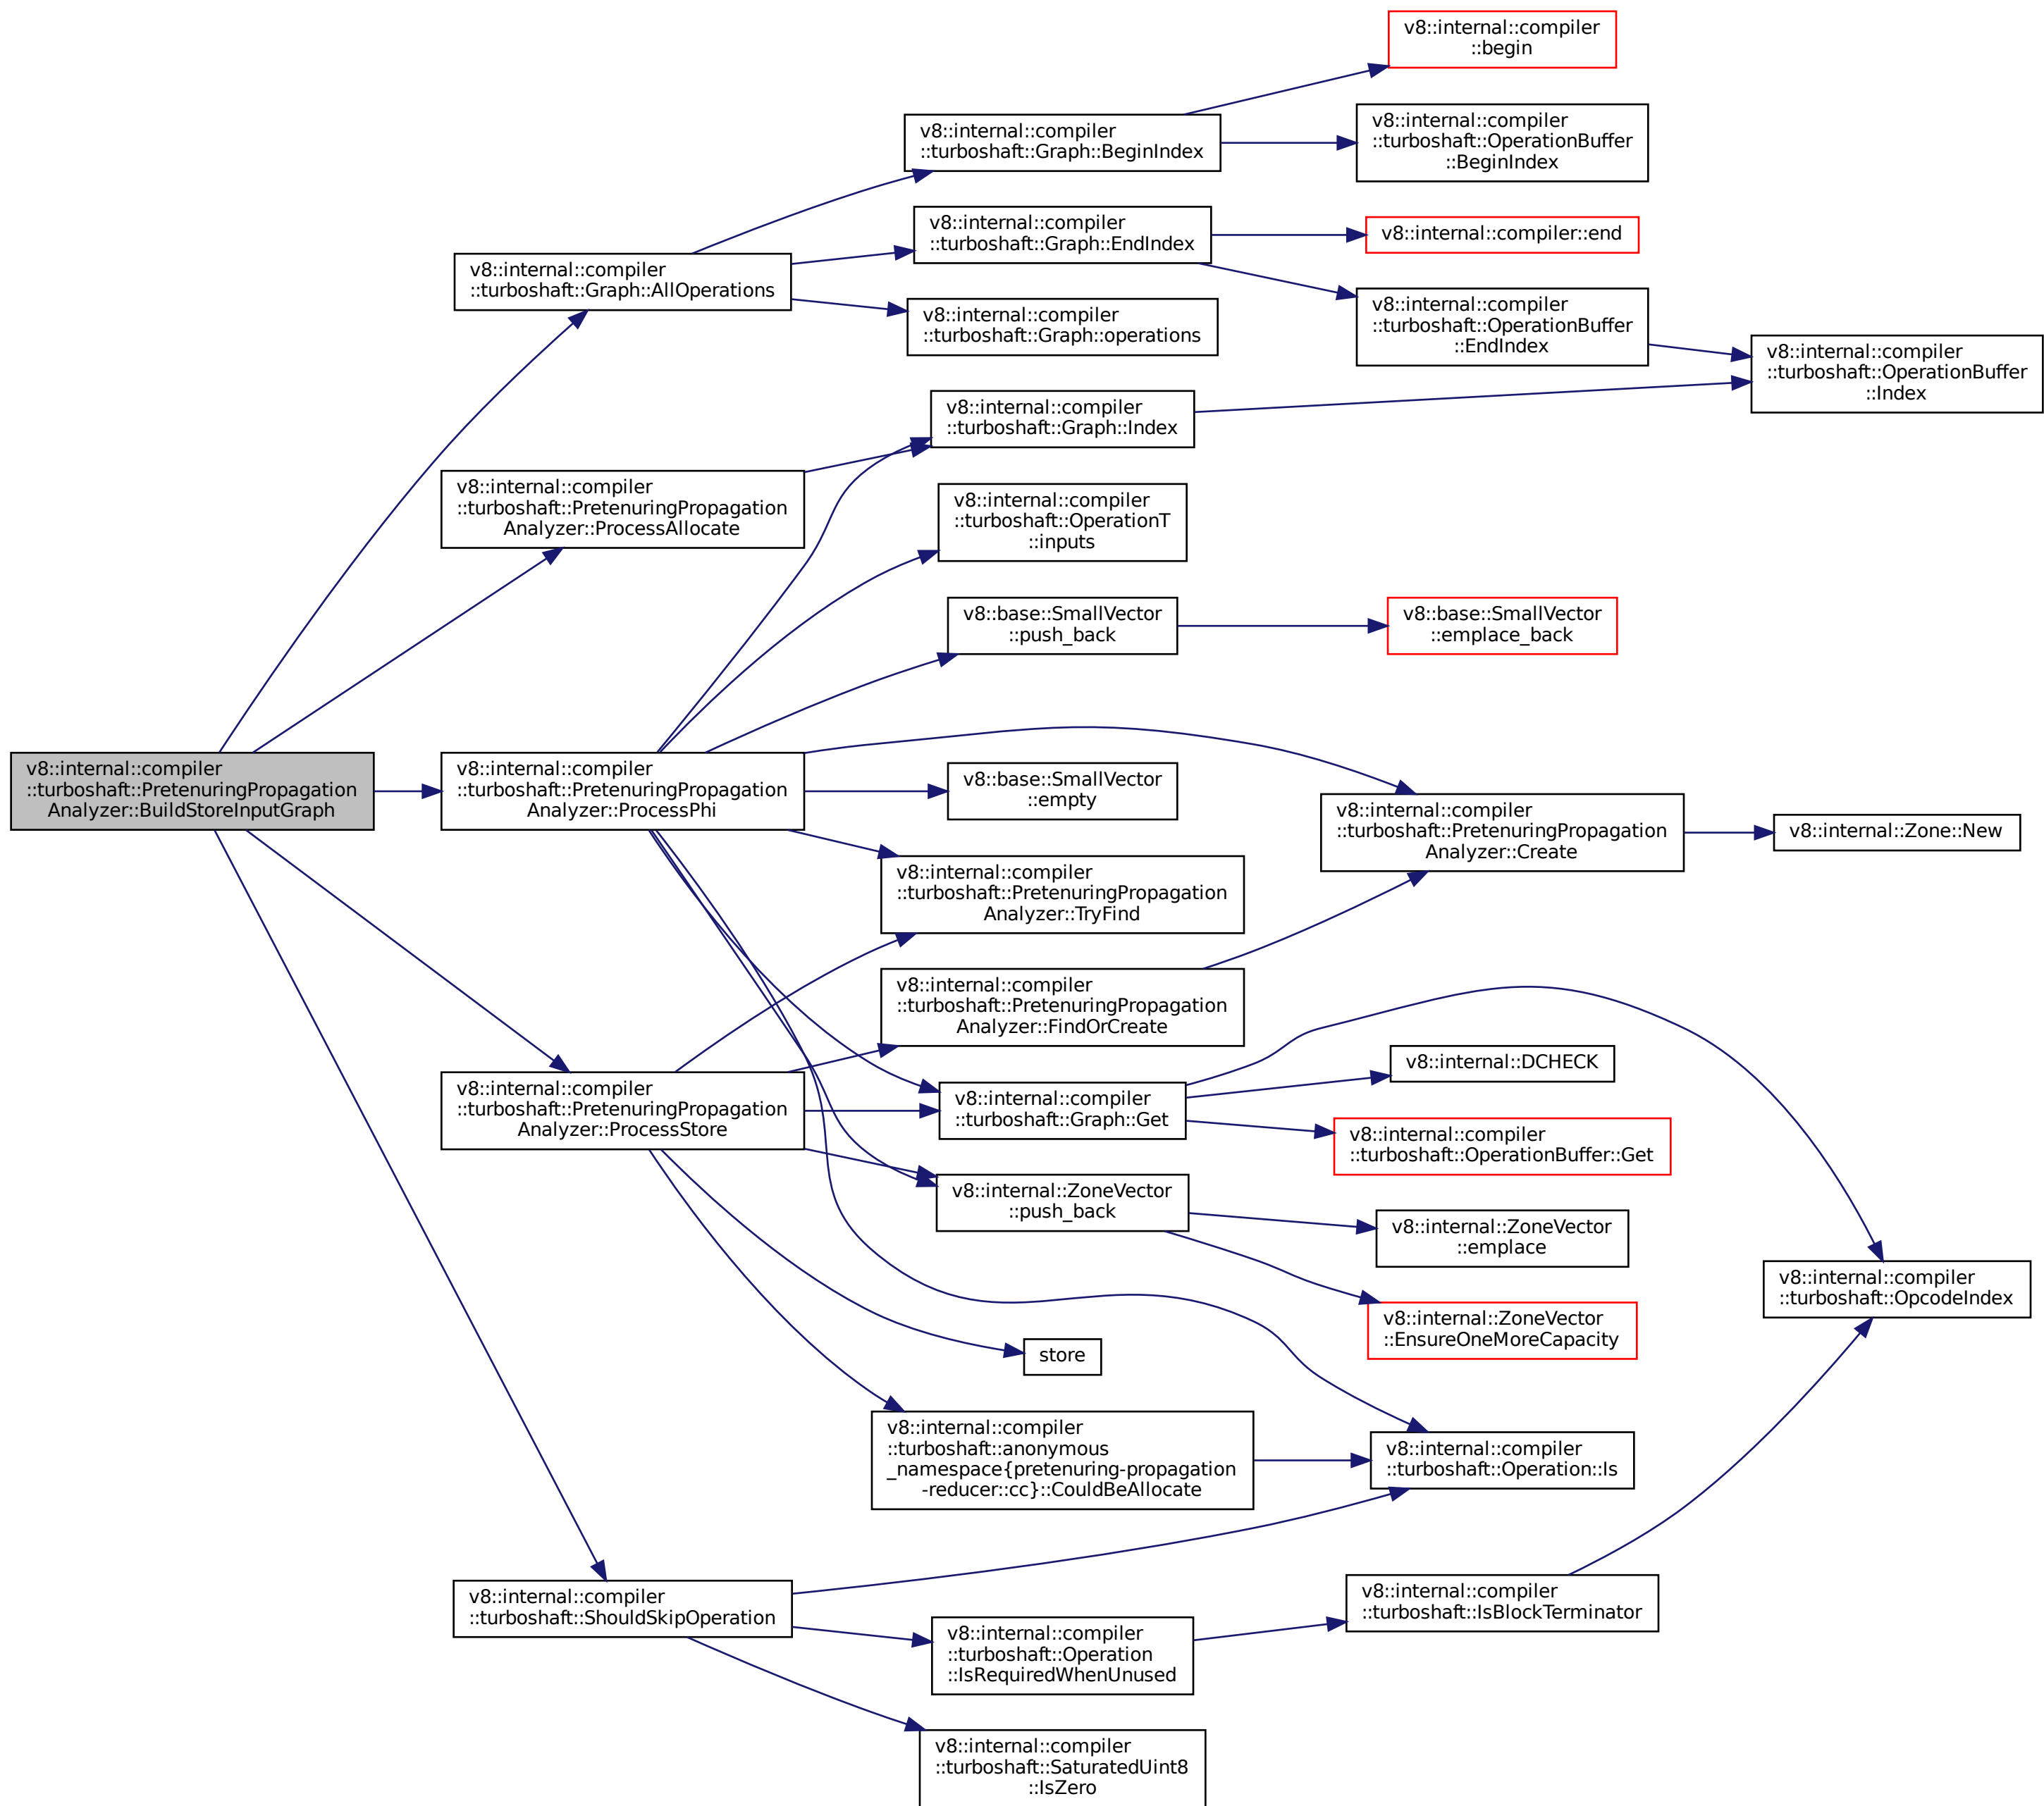 v8::internal::compiler
::begin
v8::internal::compiler
::turboshaft::Graph::BeginIndex
v8::internal::compiler
::turboshaft::OperationBuffer
::BeginIndex
v8::internal::compiler
::turboshaft::Graph::EndIndex
v8::internal::compiler::end
v8::internal::compiler
::turboshaft::Graph::AllOperations
v8::internal::compiler
::turboshaft::Graph::operations
v8::internal::compiler
::turboshaft::OperationBuffer
::EndIndex
v8::internal::compiler
::turboshaft::OperationBuffer
::Index
v8::internal::compiler
::turboshaft::Graph::Index
v8::internal::compiler
::turboshaft::PretenuringPropagation
Analyzer::ProcessAllocate
v8::internal::compiler
::turboshaft::OperationT
::inputs
v8::base::SmallVector
::push_back
v8::base::SmallVector
::emplace_back
v8::internal::compiler
::turboshaft::PretenuringPropagation
Analyzer::BuildStoreInputGraph
v8::internal::compiler
::turboshaft::PretenuringPropagation
Analyzer::ProcessPhi
v8::base::SmallVector
::empty
v8::internal::compiler
::turboshaft::PretenuringPropagation
Analyzer::Create
v8::internal::Zone::New
v8::internal::compiler
::turboshaft::PretenuringPropagation
Analyzer::TryFind
v8::internal::compiler
::turboshaft::PretenuringPropagation
Analyzer::FindOrCreate
v8::internal::DCHECK
v8::internal::compiler
::turboshaft::PretenuringPropagation
Analyzer::ProcessStore
v8::internal::compiler
::turboshaft::Graph::Get
v8::internal::compiler
::turboshaft::OperationBuffer::Get
v8::internal::ZoneVector
::push_back
v8::internal::ZoneVector
::emplace
v8::internal::compiler
::turboshaft::OpcodeIndex
v8::internal::ZoneVector
::EnsureOneMoreCapacity
store
v8::internal::compiler
::turboshaft::anonymous
_namespace{pretenuring-propagation
-reducer::cc}::CouldBeAllocate
v8::internal::compiler
::turboshaft::Operation::Is
v8::internal::compiler
::turboshaft::ShouldSkipOperation
v8::internal::compiler
::turboshaft::IsBlockTerminator
v8::internal::compiler
::turboshaft::Operation
::IsRequiredWhenUnused
v8::internal::compiler
::turboshaft::SaturatedUint8
::IsZero